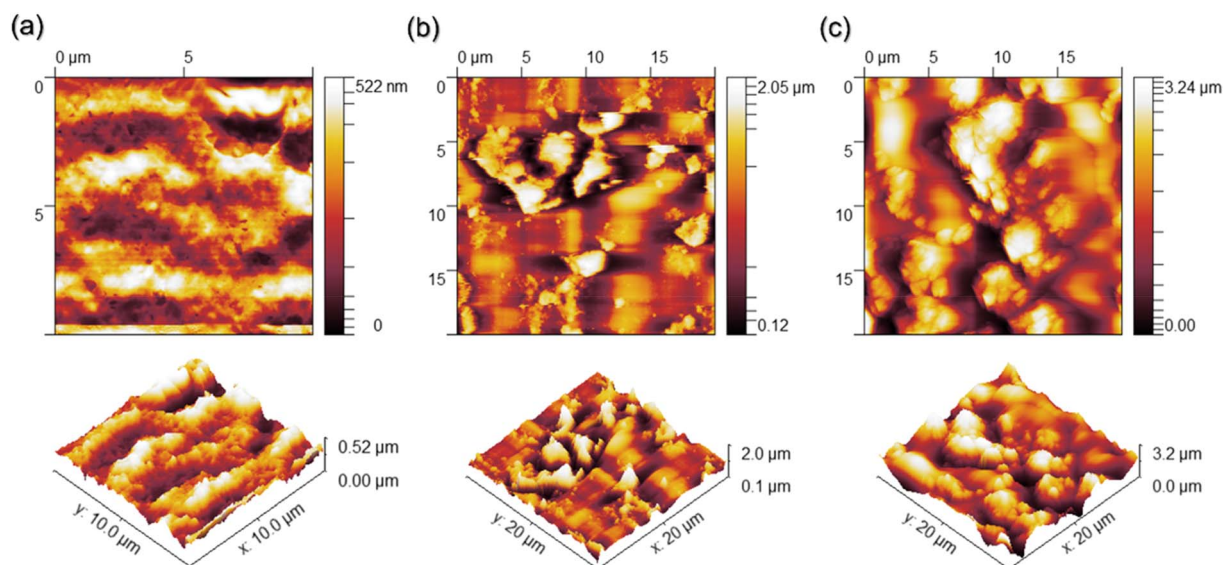 (a)
0 µm 5
0
5
522 nm
0
0.52 µm
0.00 µm
y: 10.0 µm
x: 10.0 µm
(b)
0 µm 5 10 15
0
5
10
15
2.05 µm
0.12
2.0 µm
0.1 µm
y: 20 µm
x: 20 µm
(c)
0 µm 5 10 15
0
5
10
15
3.24 µm
0.00
3.2 µm
0.0 µm
y: 20 µm
x: 20 µm